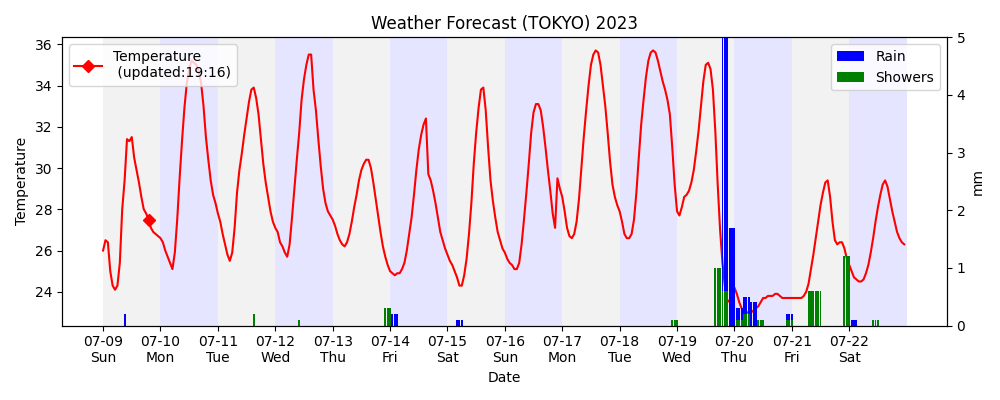 Weather Forecast (TOKYO) 2023
Temperature
(updated:19:16)
Rain
Showers
Temperature
36
34
32
30
28
26
24
5
4
3
2
1
0
mm
07-09 07-10 07-11 07-12 07-13 07-14 07-15 07-16 07-17 07-18 07-19 07-20 07-21 07-22
Sun Mon Tue Wed Thu Fri Sat Sun Mon Tue Wed Thu Fri Sat
Date